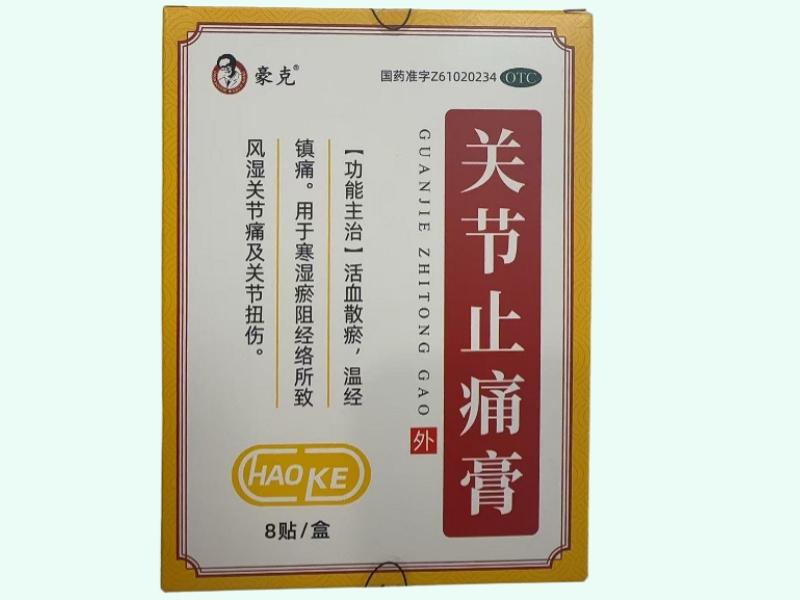 豪克®
国药准字Z61020234 OTC
关节止痛膏
GUANJIE ZHITONG GAO
外
【功能主治】活血散瘀，温经
镇痛。用于寒湿瘀阻经络所致
风湿关节痛及关节扭伤。
HAOKE
8贴/盒